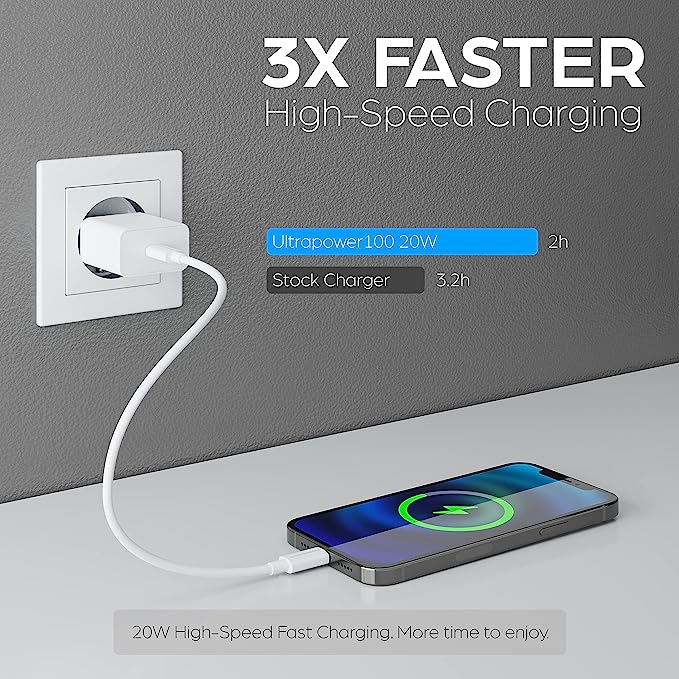 3X FASTER
High-Speed Charging
Ultrapower100 20W 2h
Stock Charger 3.2h
20W High-Speed Fast Charging. More time to enjoy.